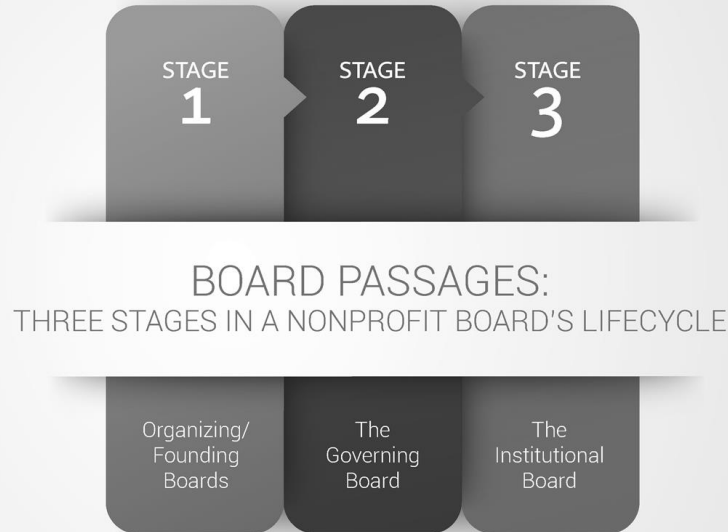 STAGE
1
STAGE
2
STAGE
3
BOARD PASSAGES:
THREE STAGES IN A NONPROFIT BOARD'S LIFECYCLE
Organizing/
Founding
Boards
The
Governing
Board
The
Institutional
Board